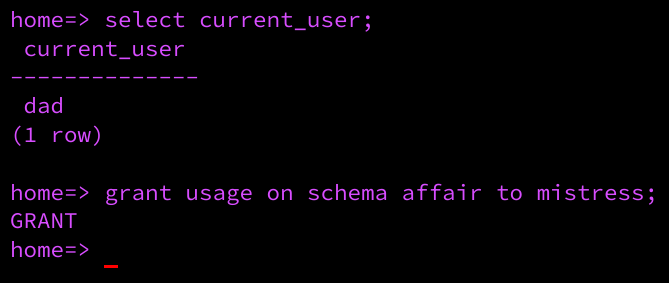 home=> select current_user;
 current_user
--------------
 dad
(1 row)

home=> grant usage on schema affair to mistress;
GRANT
home=>